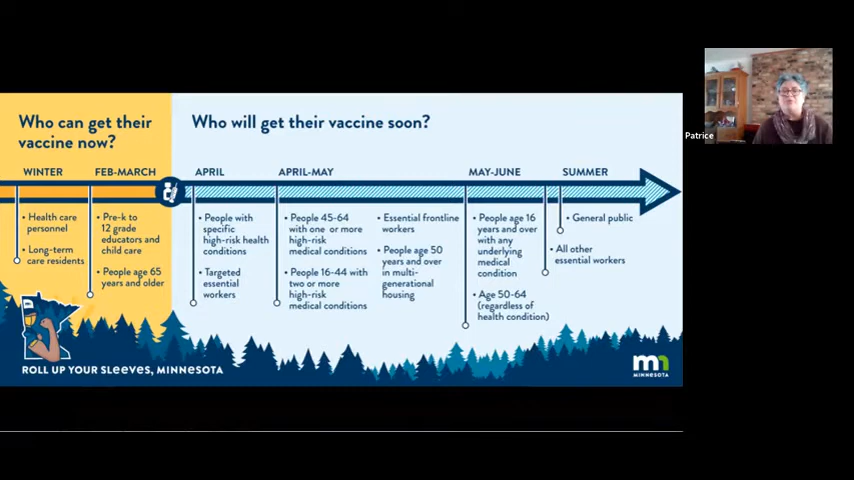 Who can get their
vaccine now?
Who will get their vaccine soon?
WINTER
FEB-MARCH
APRIL
APRIL-MAY
MAY-JUNE
SUMMER
• Health care
personnel
• Long-term
care residents
• Pre-k to
12 grade
educators and
child care
• People age 65
years and older
• People with
specific
high-risk health
conditions
• Targeted
essential
workers
• People 45-64
with one or more
high-risk
medical conditions
• People 16-44 with
two or more
high-risk
medical conditions
• Essential frontline
workers
• People age 50
years and over
in multi-
generational
housing
• People age 16
years and over
with any
underlying
medical
condition
• Age 50-64
(regardless of
health condition)
• General public
• All other
essential workers
ROLL UP YOUR SLEEVES, MINNESOTA
mn
MINNESOTA
Patrice